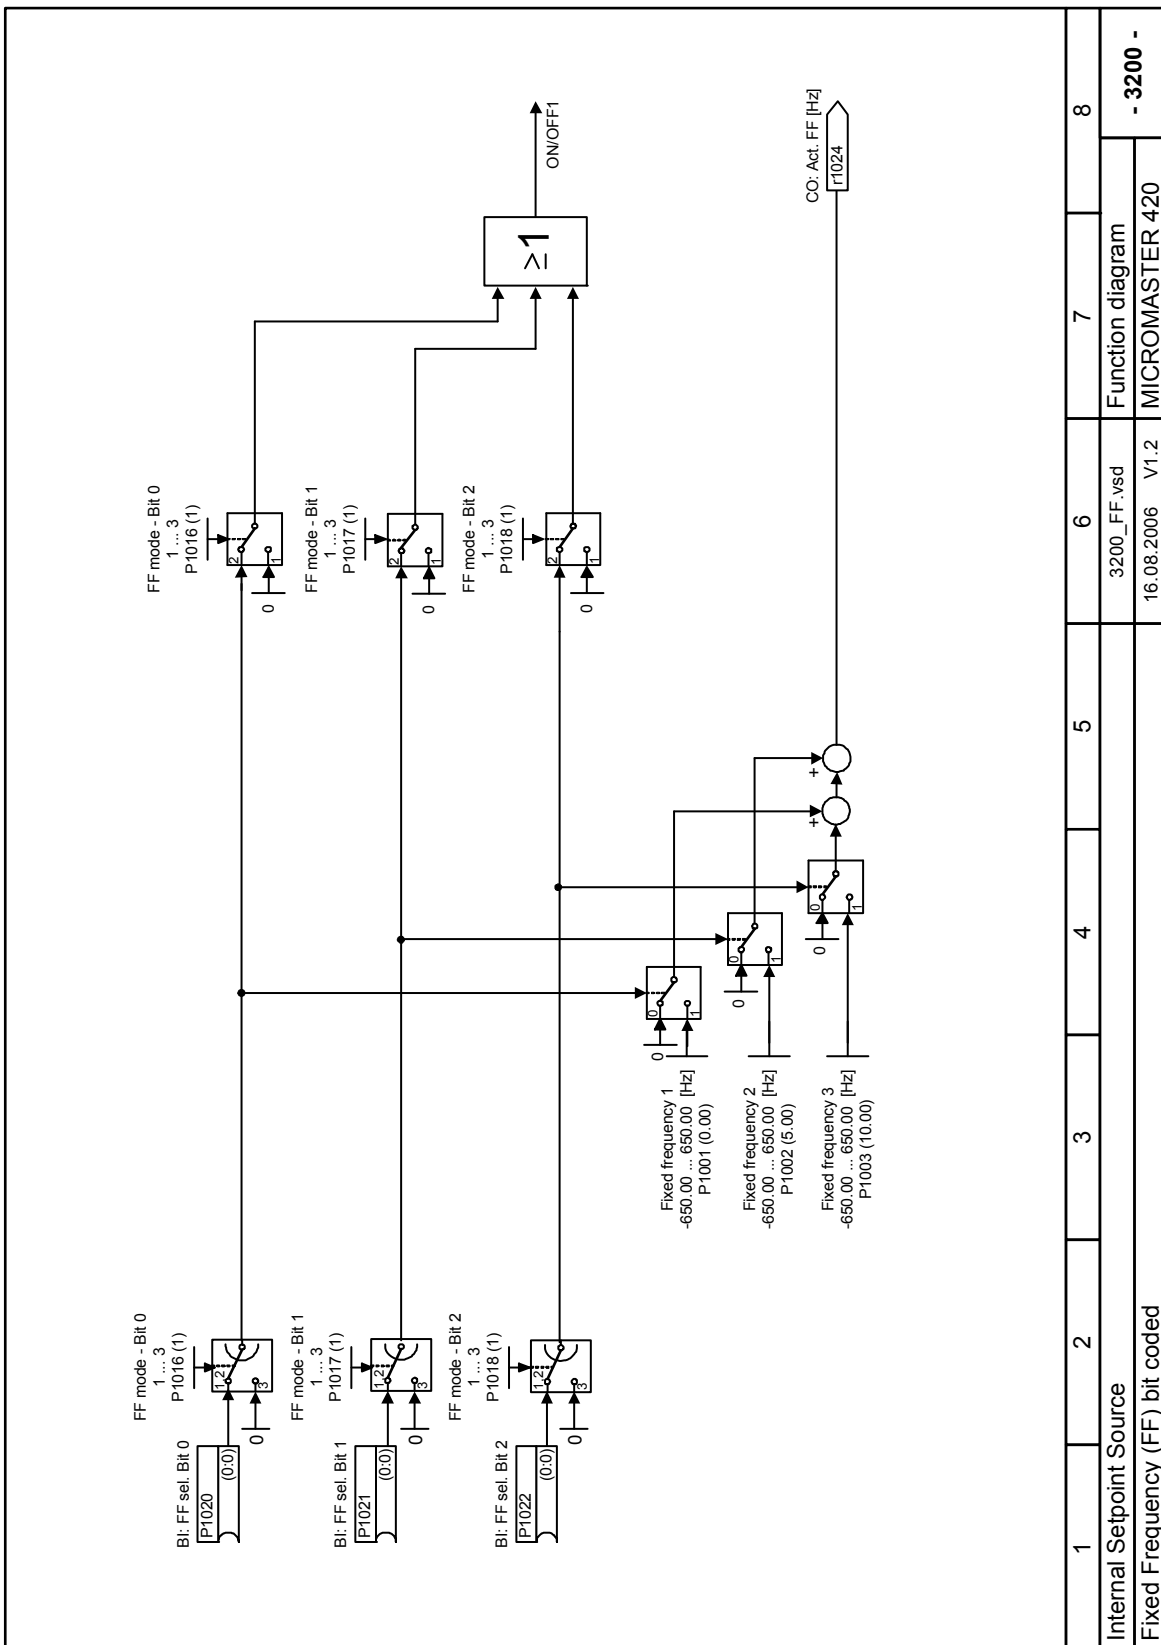 FF mode - Bit 0
1 ... 3
P1016 (1)
BI: FF sel. Bit 0
P1020
(0:0)
1,2
3
0
FF mode - Bit 0
1 ... 3
P1016 (1)
2
1
0
FF mode - Bit 1
1 ... 3
P1017 (1)
BI: FF sel. Bit 1
P1021
(0:0)
1,2
3
0
FF mode - Bit 1
1 ... 3
P1017 (1)
2
1
0
FF mode - Bit 2
1 ... 3
P1018 (1)
BI: FF sel. Bit 2
P1022
(0:0)
1,2
3
0
FF mode - Bit 2
1 ... 3
P1018 (1)
2
1
0
≥1
ON/OFF1
Fixed frequency 1
-650.00 ... 650.00 [Hz]
P1001 (0.00)
0
0
1
Fixed frequency 2
-650.00 ... 650.00 [Hz]
P1002 (5.00)
0
0
1
Fixed frequency 3
-650.00 ... 650.00 [Hz]
P1003 (10.00)
0
0
1
+
+
CO: Act. FF [Hz]
r1024
1 2 3 4 5 6 7 8
Internal Setpoint Source 3200_FF.vsd Function diagram - 3200 -
Fixed Frequency (FF) bit coded 16.08.2006 V1.2 MICROMASTER 420